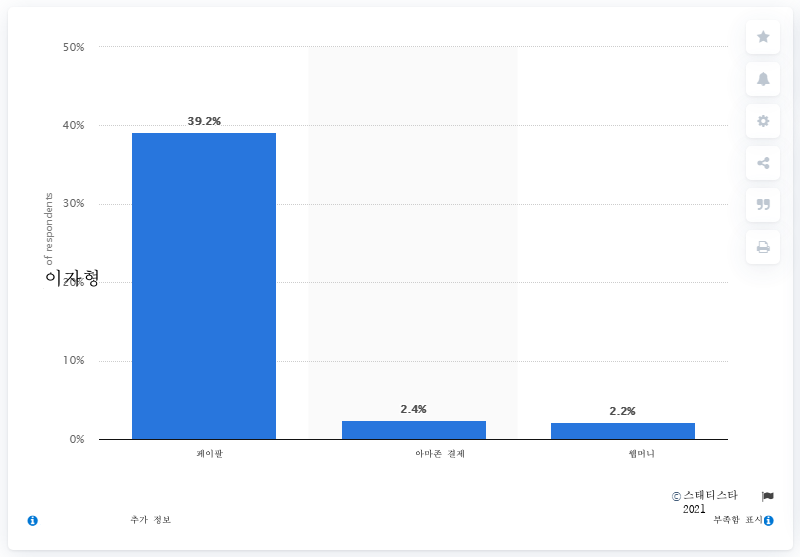 50%
39.2%
40%
30%
of respondents
이자형
20%
10%
2.4%
2.2%
0%
페이팔 아마존 결제 웹머니
© 스태티스타
2021
추가 정보 부족함 표시